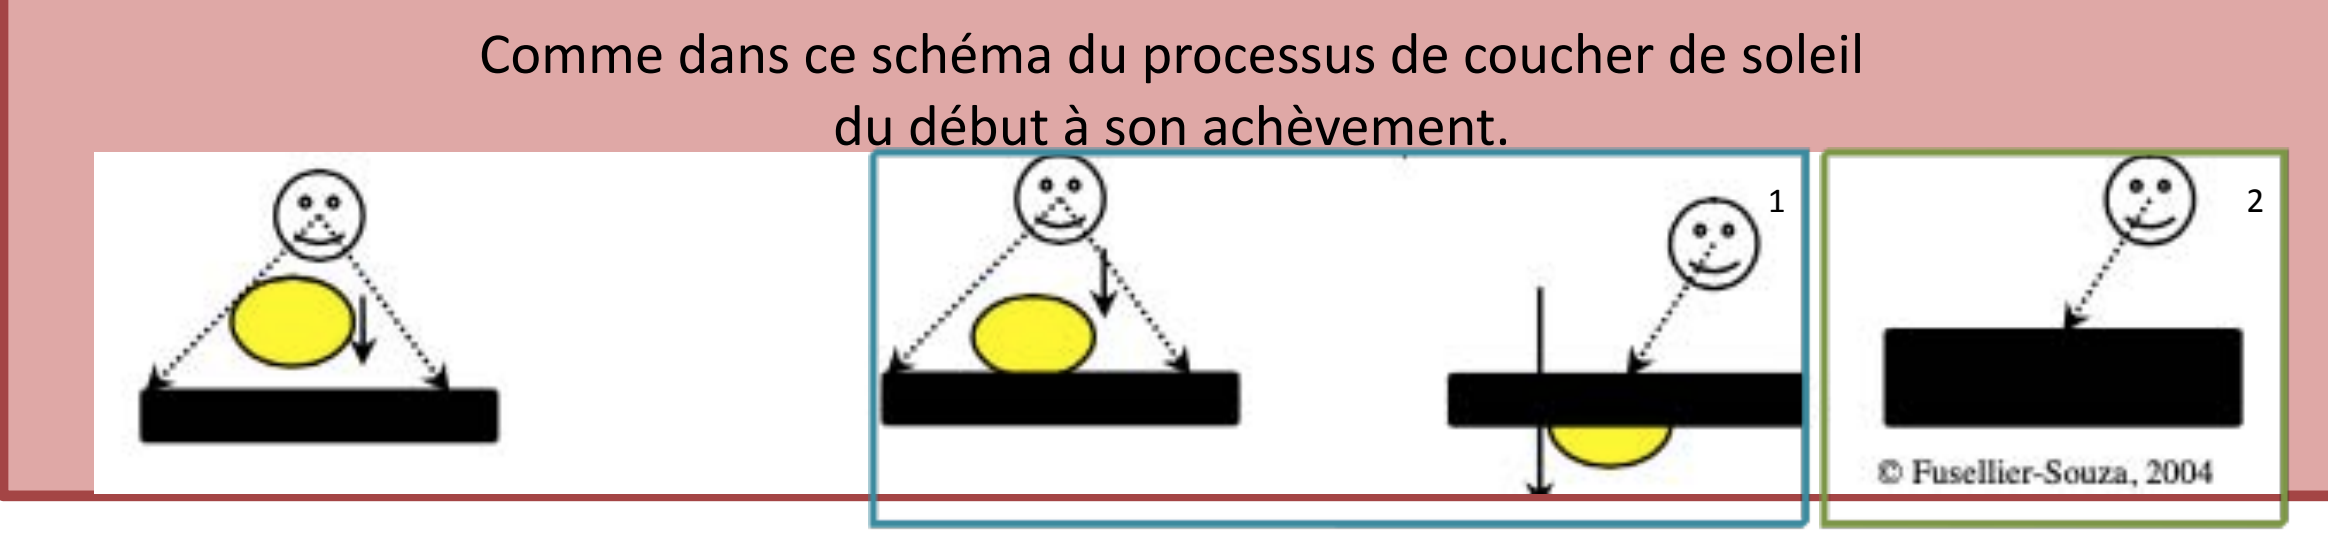 Comme dans ce schéma du processus de coucher de soleil
du début à son achèvement.
1
2
© Fusellier-Souza, 2004